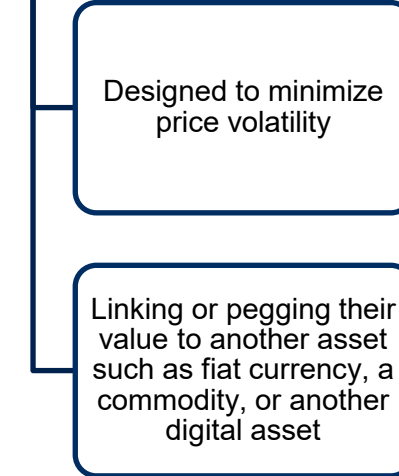 Designed to minimize
price volatility
Linking or pegging their
value to another asset
such as fiat currency, a
commodity, or another
digital asset